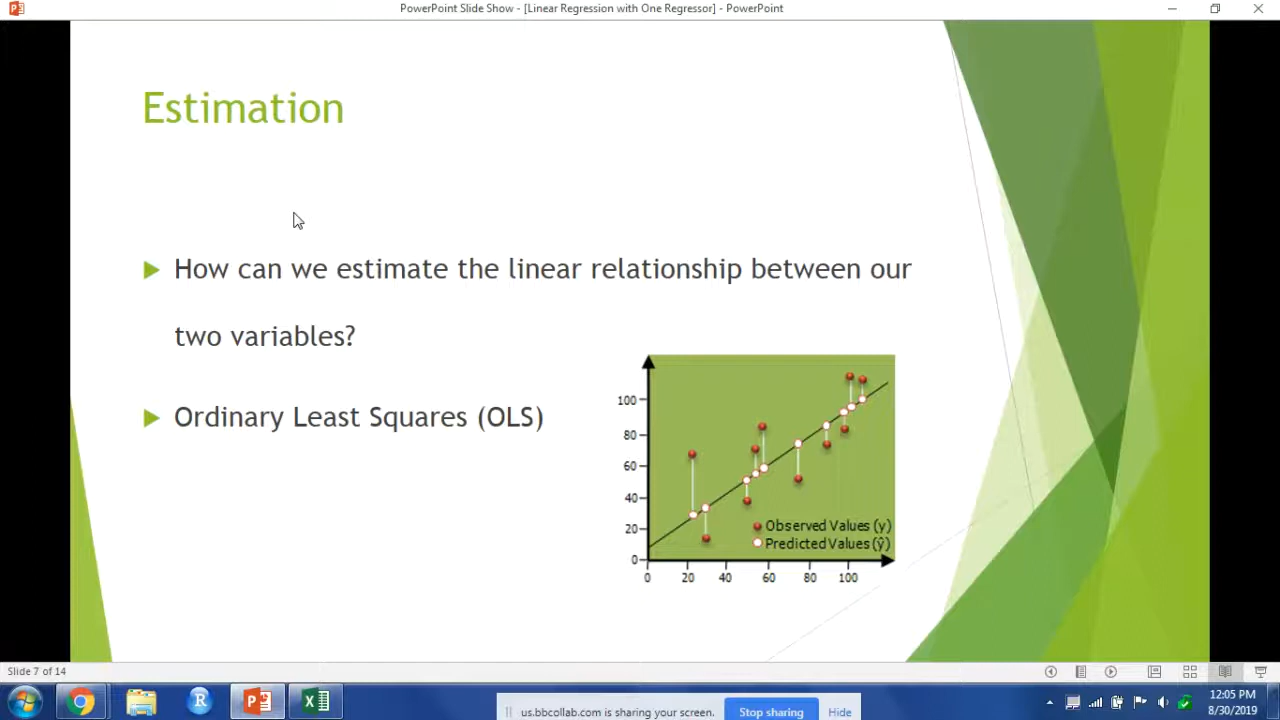 PowerPoint Slide Show - [Linear Regression with One Regressor] - PowerPoint
Estimation
How can we estimate the linear relationship between our
two variables?
Ordinary Least Squares (OLS)
100
80
60
40
20
0
Observed Values (y)
Predicted Values (ŷ)
0 20 40 60 80 100
Slide 7 of 14
us.bbcollab.com is sharing your screen.
Stop sharing
Hide
12:05 PM
8/30/2019
R